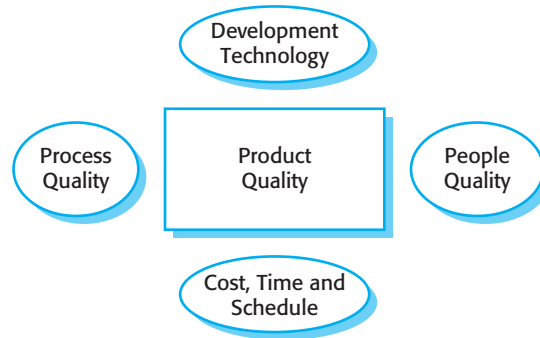 Development
Technology
Process
Quality
Product
Quality
People
Quality
Cost, Time and
Schedule